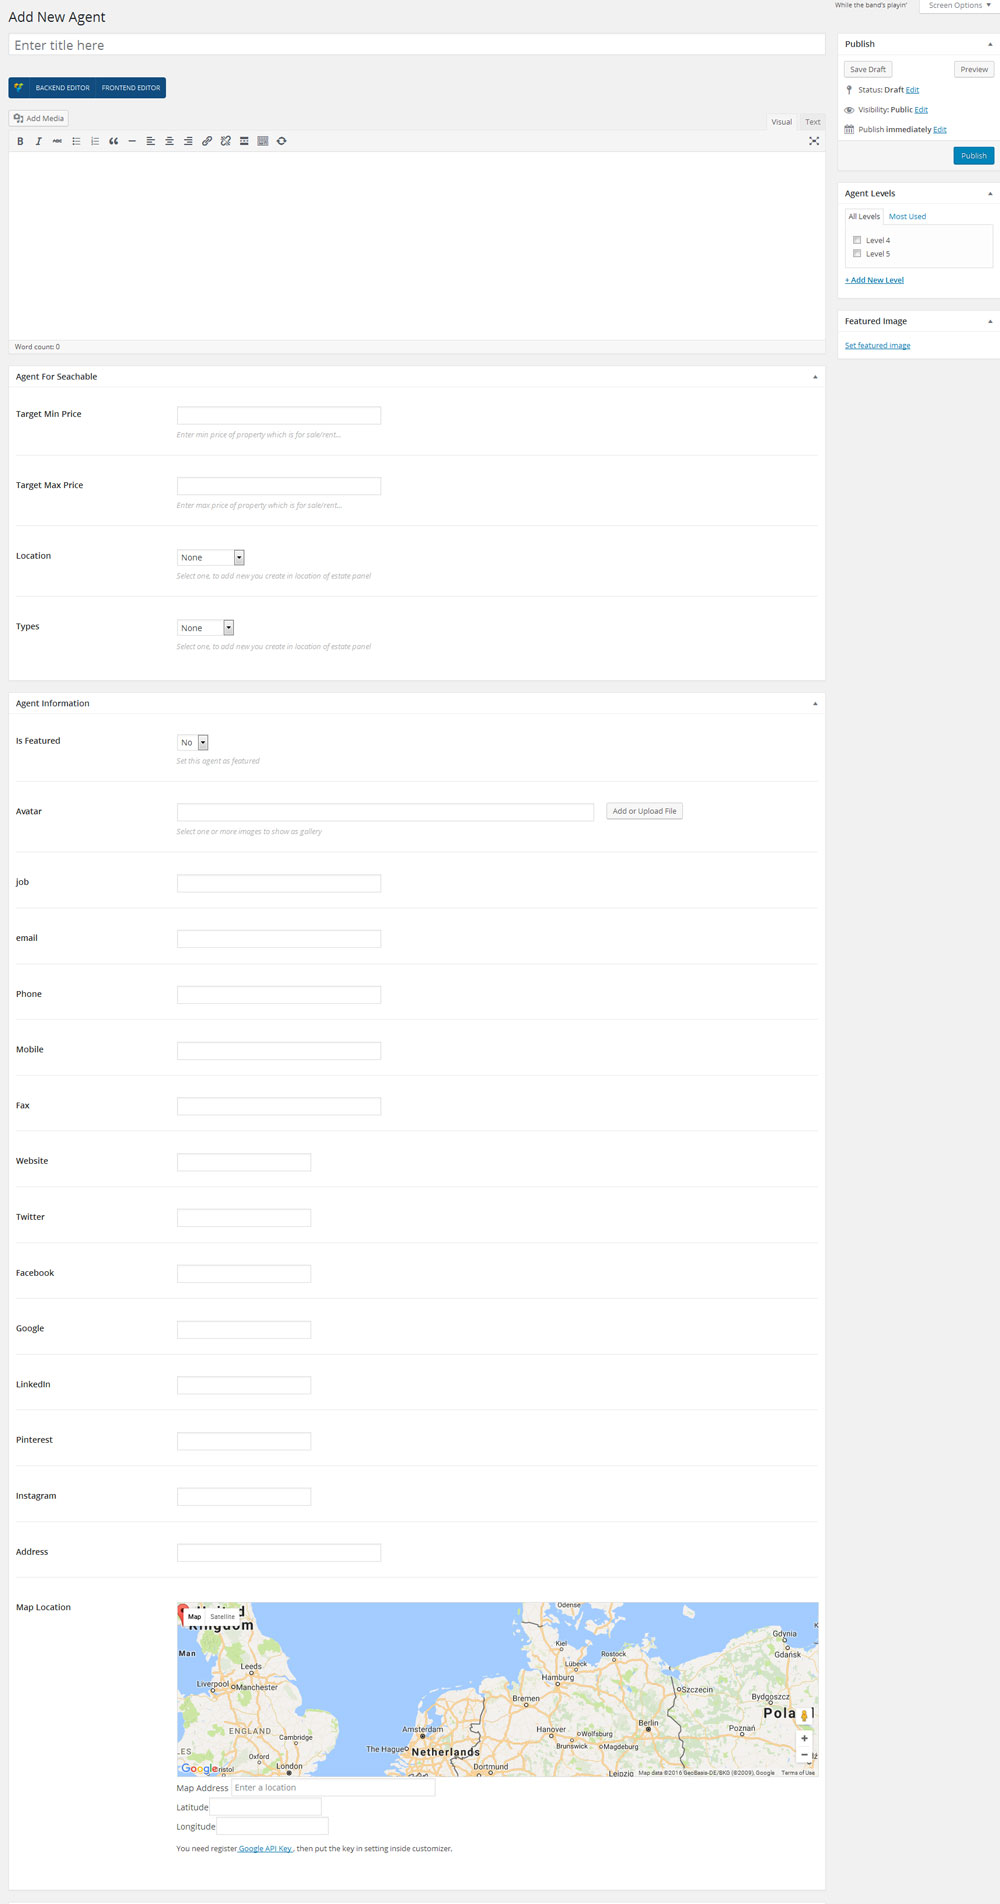 While the band's playin'
Screen Options
Add New Agent
Enter title here
BACKEND EDITOR FRONTEND EDITOR
Add Media
Visual Text
B I ABC
Word count: 0
Publish
Save Draft Preview
Status: Draft Edit
Visibility: Public Edit
Publish immediately Edit
Publish
Agent Levels
All Levels Most Used
Level 4
Level 5
+ Add New Level
Featured Image
Set featured image
Agent For Seachable
Target Min Price
Enter min price of property which is for sale/rent...
Target Max Price
Enter max price of property which is for sale/rent...
Location None
Select one, to add new you create in location of estate panel
Types None
Select one, to add new you create in location of estate panel
Agent Information
Is Featured No
Set this agent as featured
Avatar Add or Upload File
Select one or more images to show as gallery
job
email
Phone
Mobile
Fax
Website
Twitter
Facebook
Google
LinkedIn
Pinterest
Instagram
Address
Map Location
Map Satellite
Kingdom
Man
Leeds
Liverpool
Manchester
ENGLAND
Cambridge
LES
Oxford
London
Google
Odense
Kiel
Rostock
Lübeck
Hamburg
Bremen
Szczecin
Gdynia
Gdańsk
Bydgoszcz
Poznań
Berlin
Hanover
Wolfsburg
Brunswick
Magdeburg
Amsterdam
The Hague
Netherlands
Dortmund
Leipzig
Map data ©2016 GeoBasis-DE/BKG (©2009), Google Terms of Use
Map Address Enter a location
Latitude
Longitude
You need register Google API Key , then put the key in setting inside customizer.